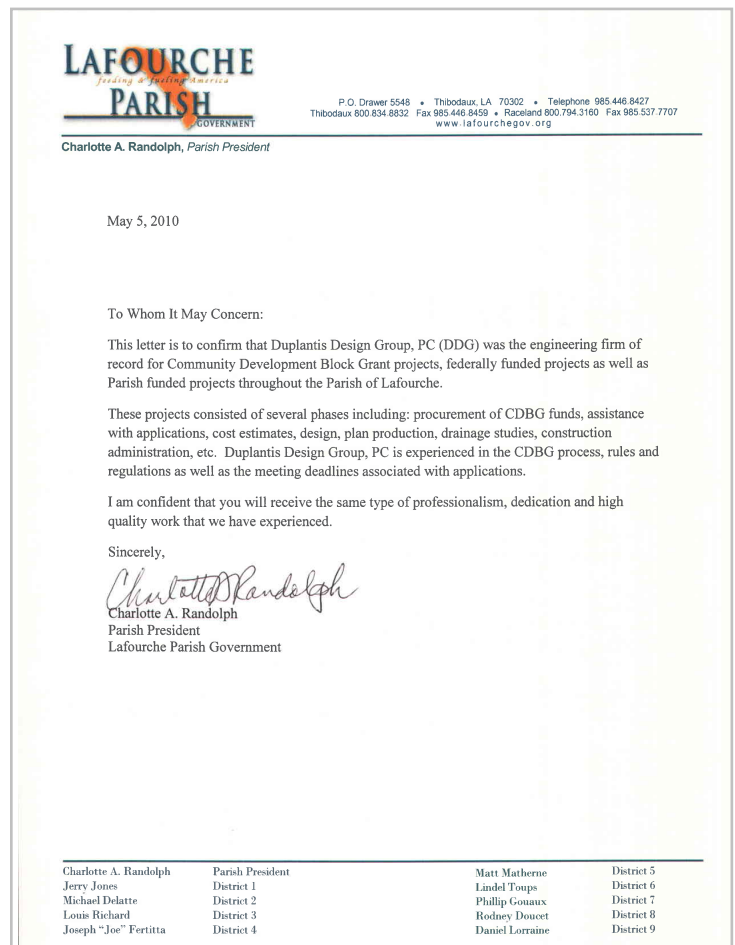 LAFOURCHE
feeding & fueling America
PARISH
GOVERNMENT
P.O. Drawer 5548 • Thibodaux, LA 70302 • Telephone 985.446.8427
Thibodaux 800.834.8832 Fax 985.446.8459 • Raceland 800.794.3160 Fax 985.537.7707
www.lafourchegov.org
Charlotte A. Randolph, Parish President
May 5, 2010
To Whom It May Concern:
This letter is to confirm that Duplantis Design Group, PC (DDG) was the engineering firm of
record for Community Development Block Grant projects, federally funded projects as well as
Parish funded projects throughout the Parish of Lafourche.
These projects consisted of several phases including: procurement of CDBG funds, assistance
with applications, cost estimates, design, plan production, drainage studies, construction
administration, etc. Duplantis Design Group, PC is experienced in the CDBG process, rules and
regulations as well as the meeting deadlines associated with applications.
I am confident that you will receive the same type of professionalism, dedication and high
quality work that we have experienced.
Sincerely,
Charlotte A Randolph
Charlotte A. Randolph
Parish President
Lafourche Parish Government
Charlotte A. Randolph Parish President
Jerry Jones District 1
Michael Delatte District 2
Louis Richard District 3
Joseph “Joe” Fertitta District 4
Matt Matherne District 5
Lindel Toups District 6
Phillip Gouaux District 7
Rodney Doucet District 8
Daniel Lorraine District 9